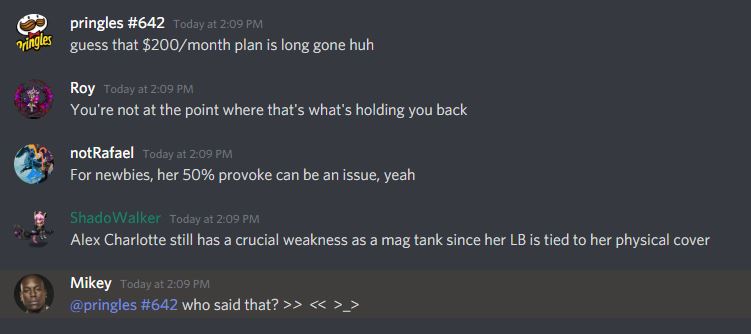 Pringles
pringles #642 Today at 2:09 PM
guess that $200/month plan is long gone huh
Roy Today at 2:09 PM
You're not at the point where that's what's holding you back
notRafael Today at 2:09 PM
For newbies, her 50% provoke can be an issue, yeah
ShadoWalker Today at 2:09 PM
Alex Charlotte still has a crucial weakness as a mag tank since her LB is tied to her physical cover
Mikey Today at 2:09 PM
@pringles #642 who said that? >> << >_>